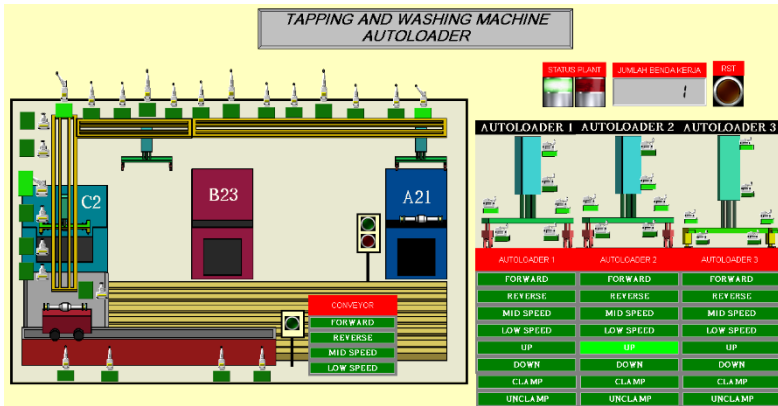 TAPPING AND WASHING MACHINE
AUTOLOADER
STATUS PLANT
JUMLAH BENDA KERJA
RST
1
AUTOLOADER 1
AUTOLOADER 2
AUTOLOADER 3
C2
B23
A21
AUTOLOADER 1
AUTOLOADER 2
AUTOLOADER 3
FORWARD
FORWARD
FORWARD
REVERSE
REVERSE
REVERSE
MID SPEED
MID SPEED
MID SPEED
LOW SPEED
LOW SPEED
LOW SPEED
UP
UP
UP
DOWN
DOWN
DOWN
CLAMP
CLAMP
CLAMP
UNCLAMP
UNCLAMP
UNCLAMP
CONVEYOR
FORWARD
REVERSE
MID SPEED
LOW SPEED